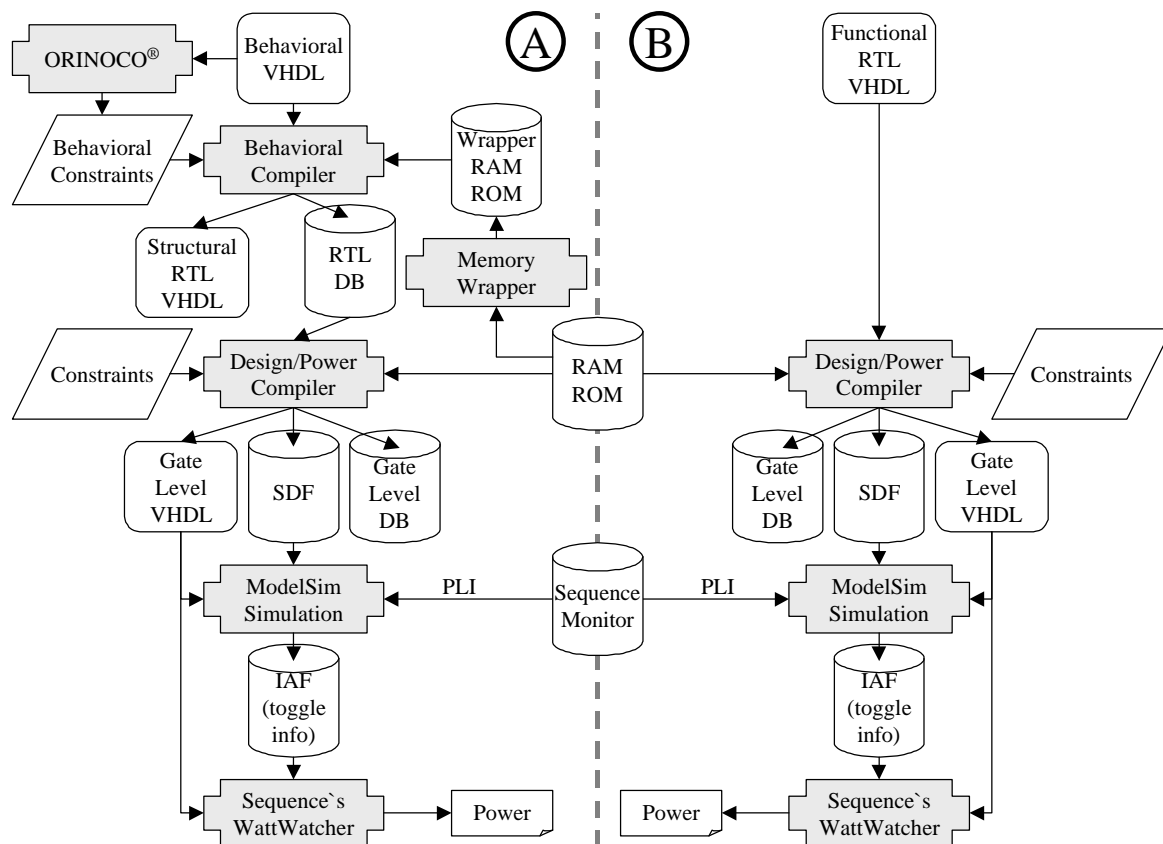 ORINOCO®
Behavioral
VHDL
A
B
Functional
RTL
VHDL
Behavioral
Constraints
Behavioral
Compiler
Wrapper
RAM
ROM
Structural
RTL
VHDL
RTL
DB
Memory
Wrapper
Constraints
Design/Power
Compiler
RAM
ROM
Design/Power
Compiler
Constraints
Gate
Level
VHDL
SDF
Gate
Level
DB
Gate
Level
DB
SDF
Gate
Level
VHDL
ModelSim
Simulation
PLI
Sequence
Monitor
PLI
ModelSim
Simulation
IAF
(toggle
info)
IAF
(toggle
info)
Sequence`s
WattWatcher
Power
Power
Sequence`s
WattWatcher